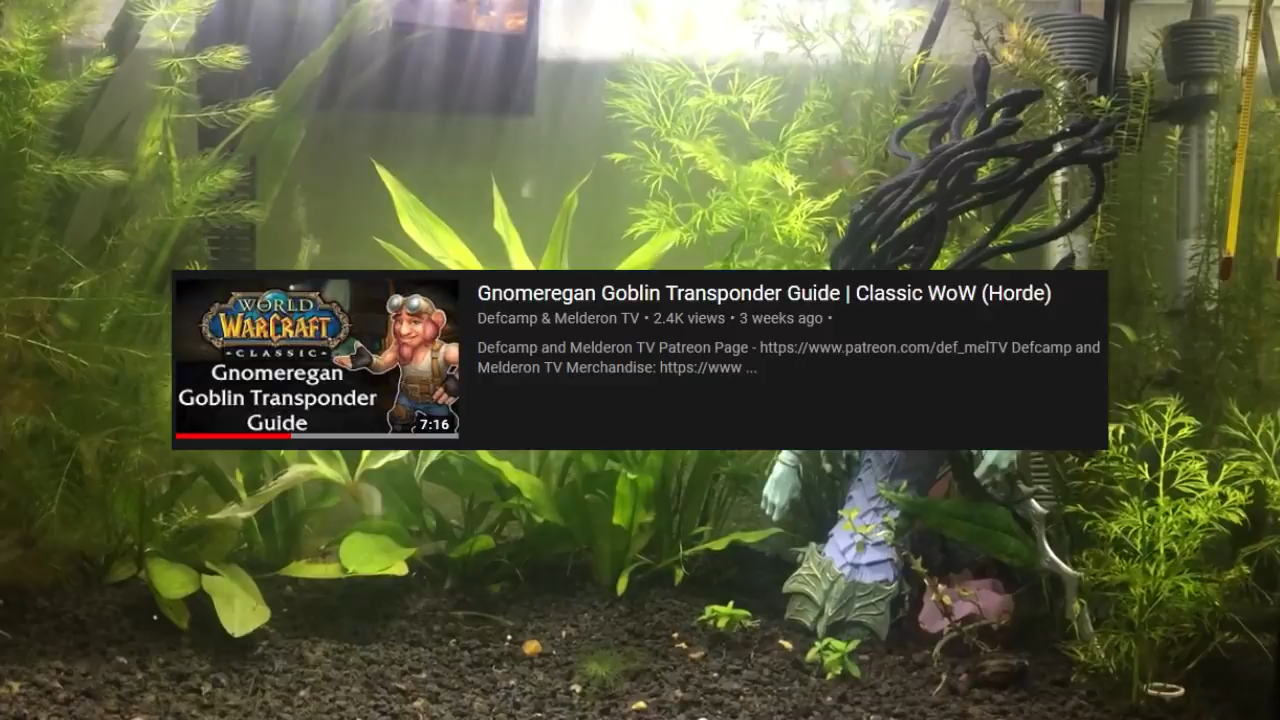 WORLD
WARCRAFT
CLASSIC
Gnomeregan
Goblin Transponder
Guide
7:16
Gnomeregan Goblin Transponder Guide | Classic WoW (Horde)
Defcamp & Melderon TV • 2.4K views • 3 weeks ago •
Defcamp and Melderon TV Patreon Page - https://www.patreon.com/def_melTV Defcamp and
Melderon TV Merchandise: https://www ...